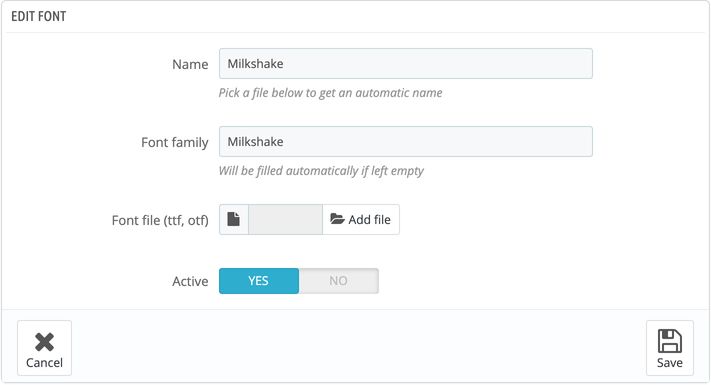 EDIT FONT
Name
Milkshake
Pick a file below to get an automatic name
Font family
Milkshake
Will be filled automatically if left empty
Font file (ttf, otf)
Add file
Active
YES
NO
Cancel
Save